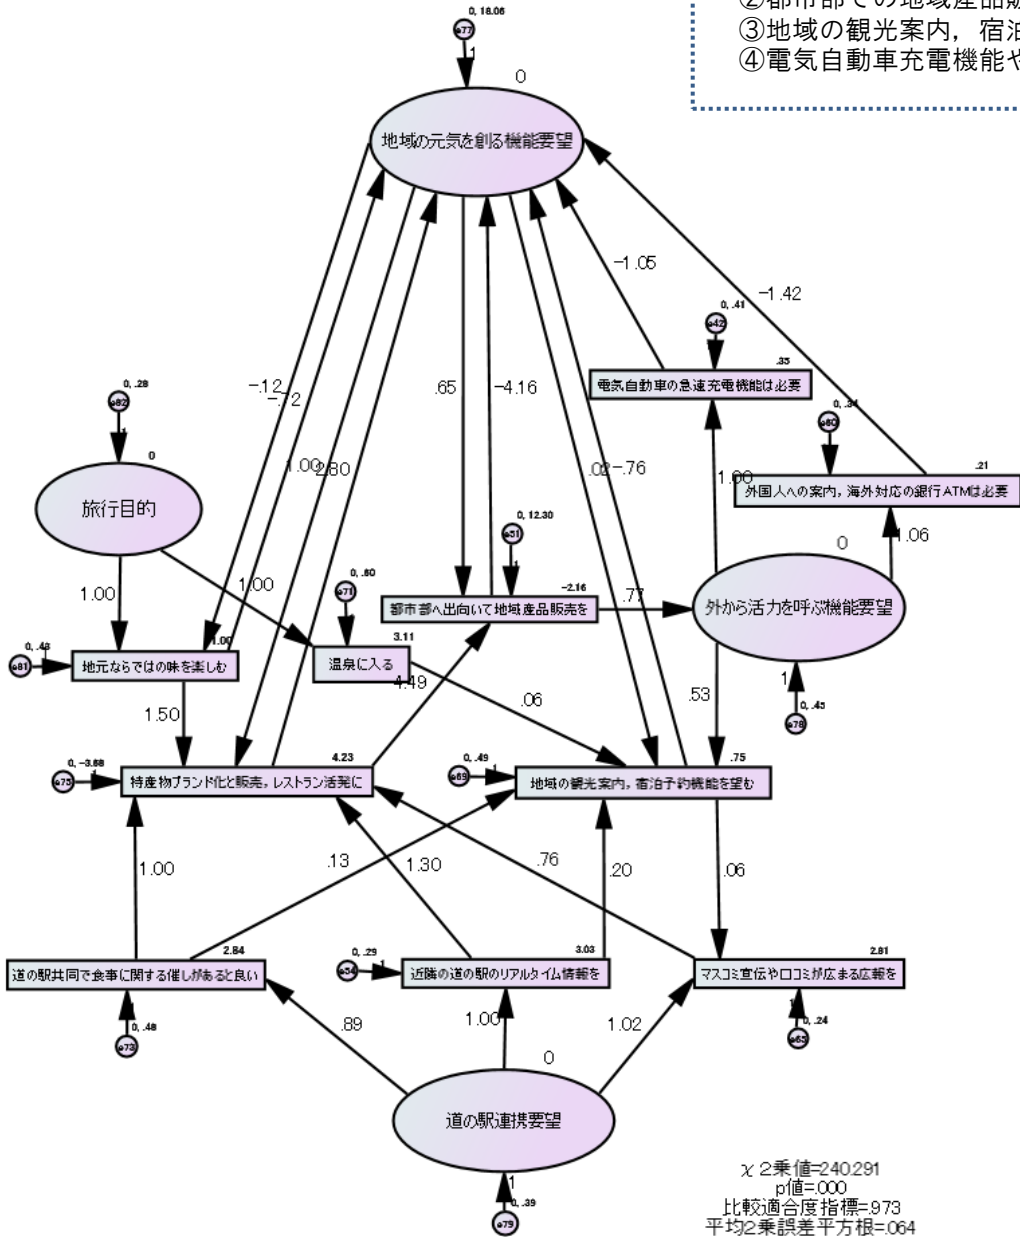 ②都市部での地域産品販
③地域の観光案内，宿泊
④電気自動車充電機能や
0, 18.06
e77
1
0
地域の元気を創る機能要望
-1.05
-1.42
0, .41
e42
.35
電気自動車の急速充電機能は必要
-.12
-.72
.65
-4.16
0, .28
e82
1
0
旅行目的
1.00
2.80
.02
-.76
1.00
0, .34
e80
.21
外国人への案内，海外対応の銀行ATMは必要
1.06
0, 12.30
e51
1
-2.16
都市部へ出向いて地域産品販売を
.77
0
外から活力を呼ぶ機能要望
1
0, .45
e78
1.00
1.00
0, .60
e71
1
3.11
温泉に入る
0, .43
e81
1
1.00
地元ならではの味を楽しむ
4.49
.06
.53
1.50
0, -3.68
e75
1
4.23
特産物ブランド化と販売，レストラン活発に
0, .49
e69
1
.75
地域の観光案内，宿泊予約機能を望む
1.00
.13
1.30
.76
.20
.06
2.84
道の駅共同で食事に関する催しがあると良い
1
0, .48
e73
0, .29
e54
1
3.03
近隣の道の駅のリアルタイム情報を
2.81
マスコミ宣伝や口コミが広まる広報を
1
0, .24
e65
.89
1.00
1.02
0
道の駅連携要望
1
0, .39
e79
χ2乗値=240.291
p値=.000
比較適合度指標=.973
平均2乗誤差平方根=.064